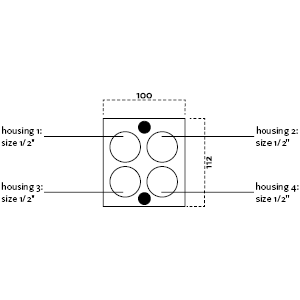 100
housing 1:
size 1/2"
housing 2:
size 1/2"
112
housing 3:
size 1/2"
housing 4:
size 1/2"